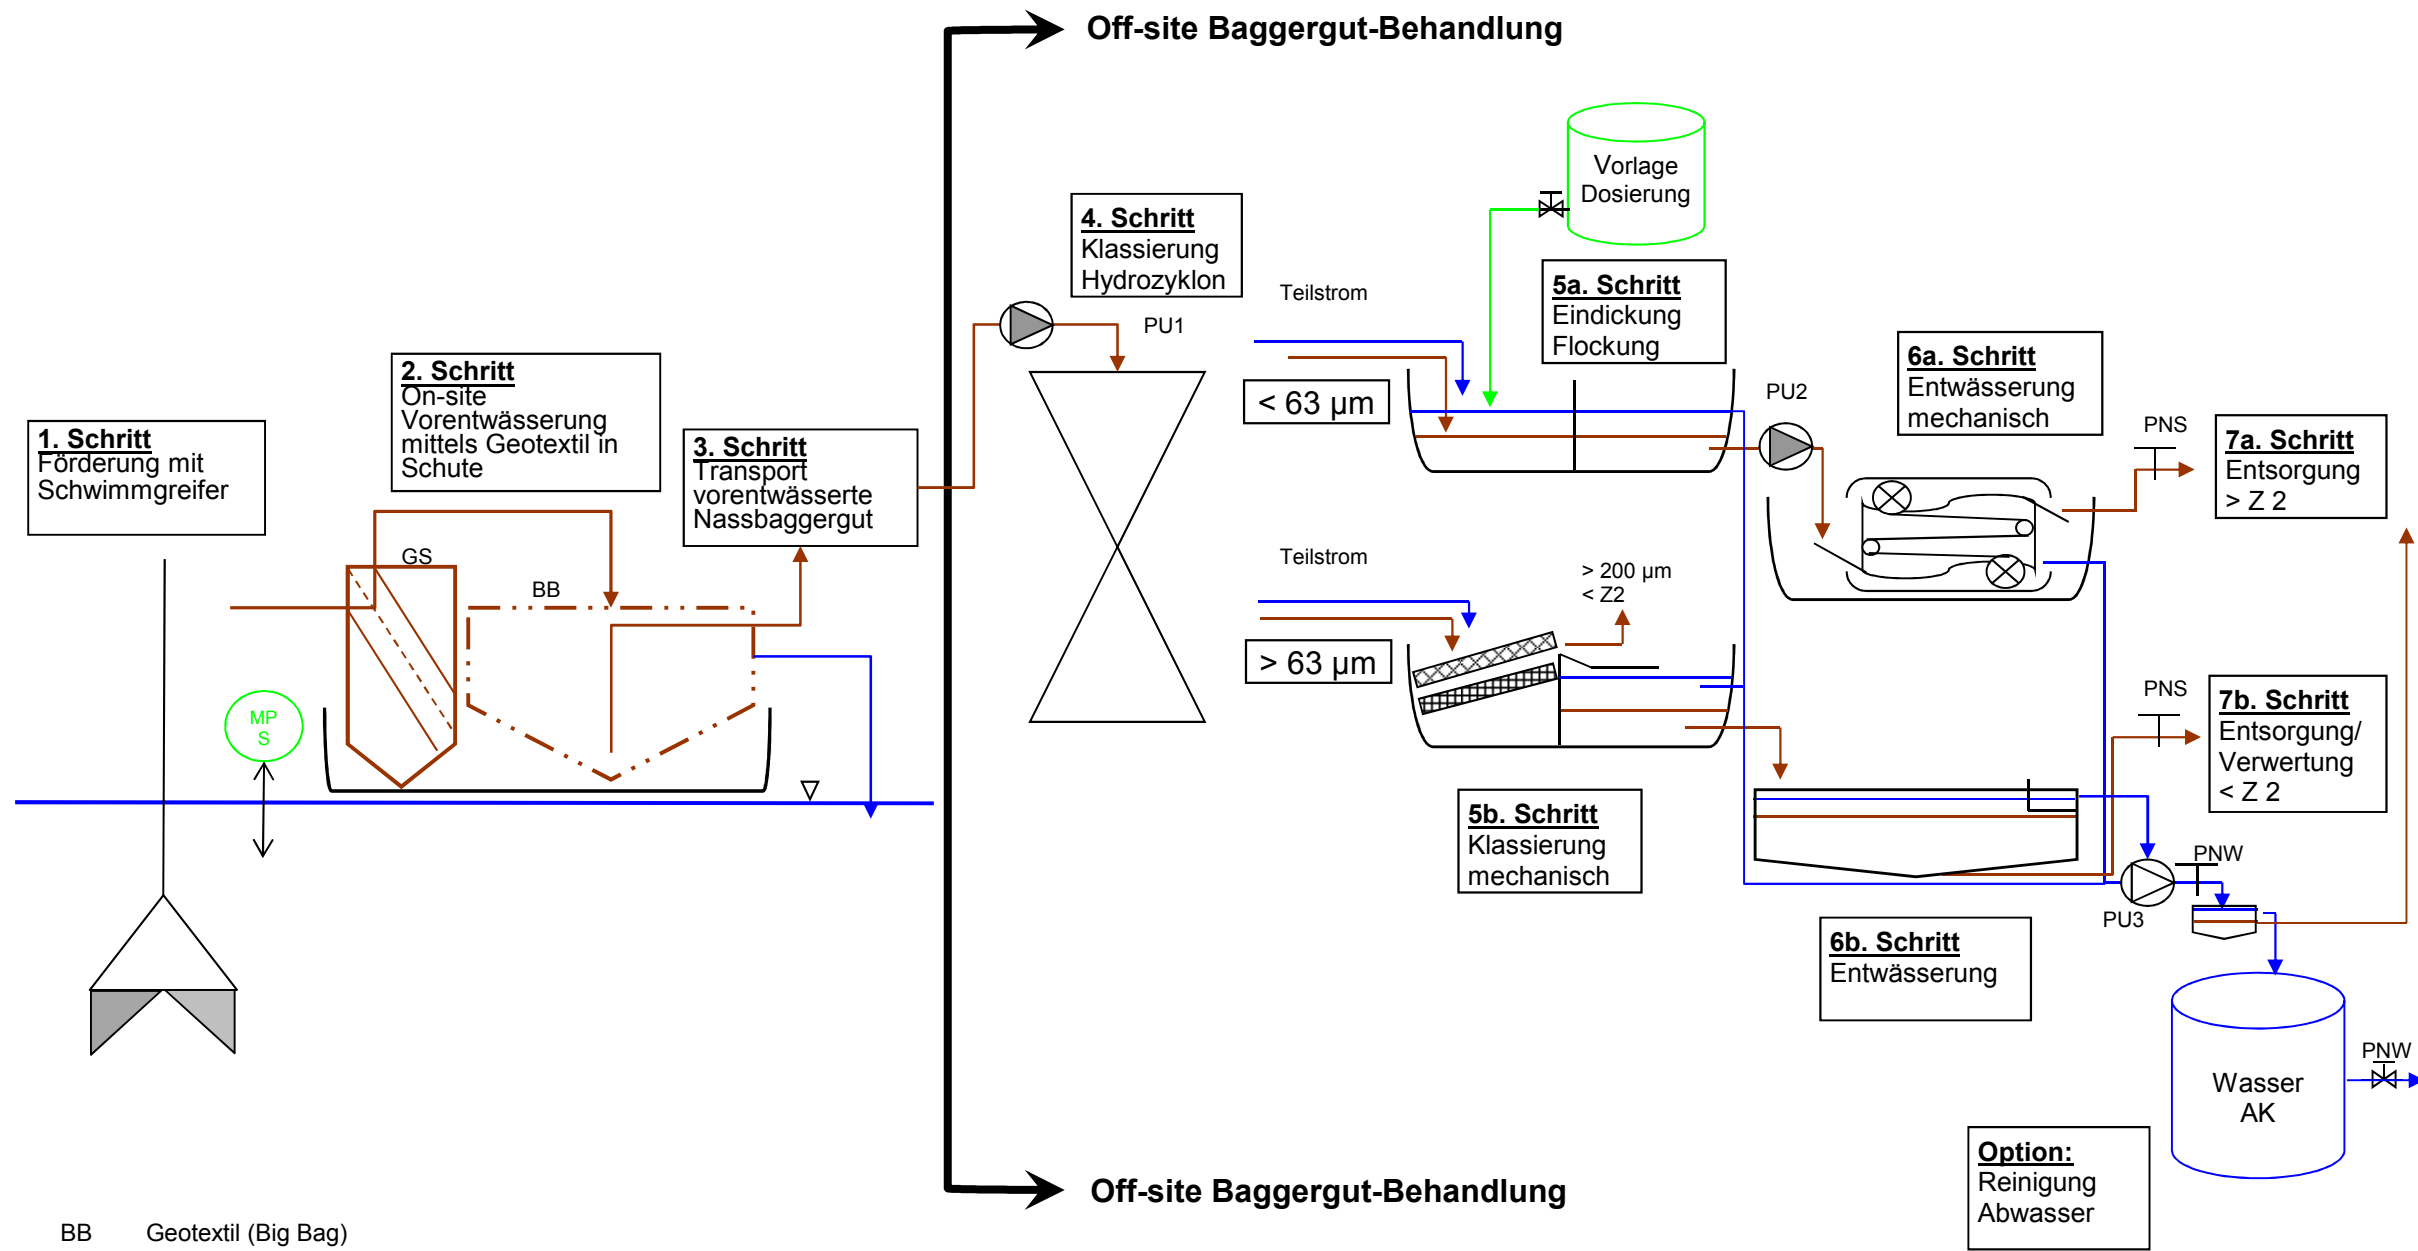 Off-site Baggergut-Behandlung
Vorlage
Dosierung
4. Schritt
Klassierung
Hydrozyklon
PU1
Teilstrom
5a. Schritt
Eindickung
Flockung
< 63 µm
PU2
6a. Schritt
Entwässerung
mechanisch
PNS
7a. Schritt
Entsorgung
> Z 2
1. Schritt
Förderung mit
Schwimmgreifer
2. Schritt
On-site
Vorentwässerung
mittels Geotextil in
Schute
3. Schritt
Transport
vorentwässerte
Nassbaggergut
GS
BB
MP
S
Teilstrom
> 200 µm
< Z2
> 63 µm
PNS
7b. Schritt
Entsorgung/
Verwertung
< Z 2
5b. Schritt
Klassierung
mechanisch
PNW
PU3
6b. Schritt
Entwässerung
Wasser
AK
PNW
Option:
Reinigung
Abwasser
Off-site Baggergut-Behandlung
BB Geotextil (Big Bag)